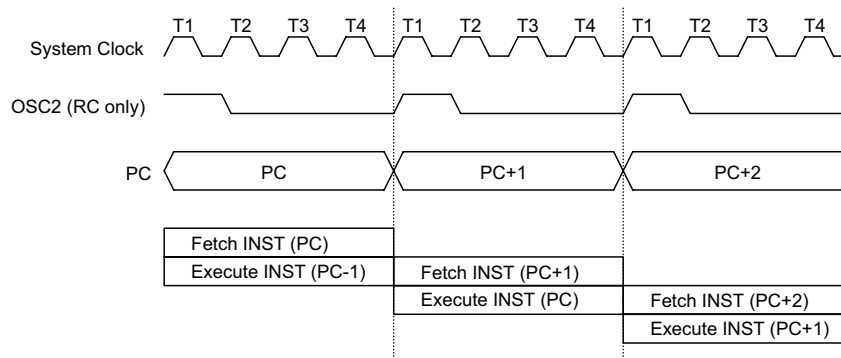 T1 T2 T3 T4 T1 T2 T3 T4 T1 T2 T3 T4
System Clock
OSC2 (RC only)
PC PC PC+1 PC+2
Fetch INST (PC)
Execute INST (PC-1) Fetch INST (PC+1)
Execute INST (PC) Fetch INST (PC+2)
Execute INST (PC+1)